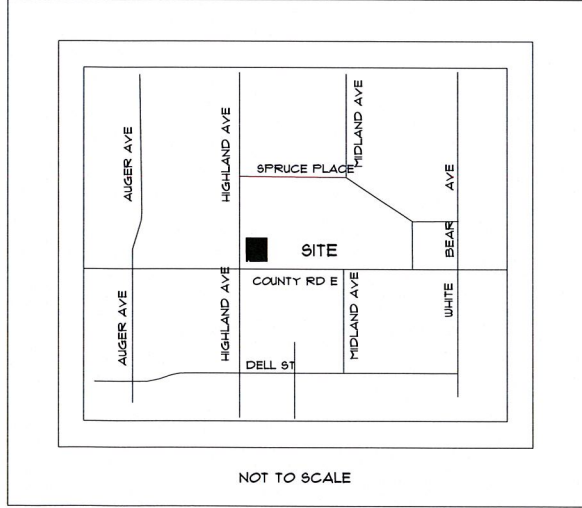 AUGER AVE
HIGHLAND AVE
MIDLAND AVE
SPRUCE PLACE
WHITE BEAR AVE
SITE
COUNTY RD E
AUGER AVE
HIGHLAND AVE
MIDLAND AVE
DELL ST
NOT TO SCALE